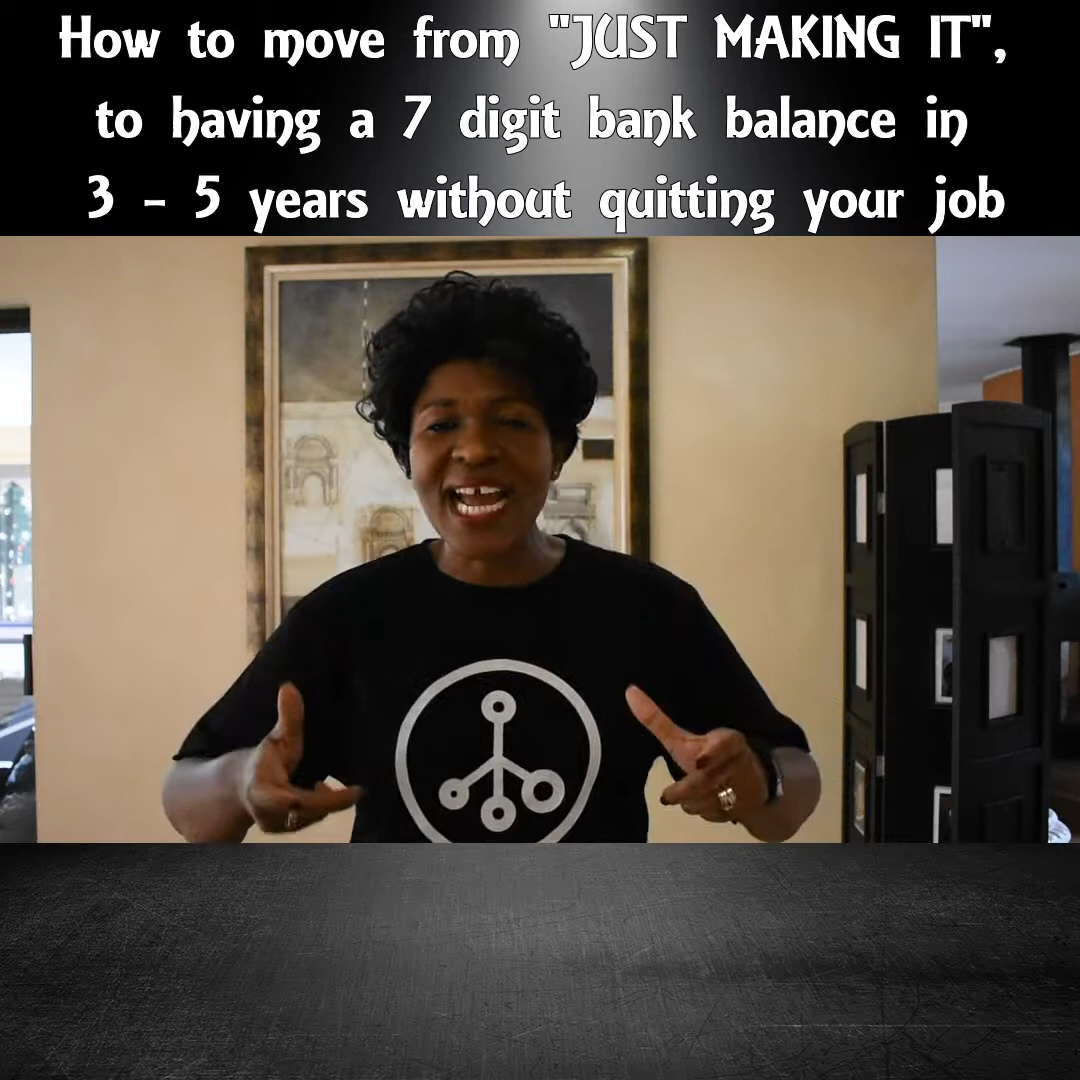 How to move from "JUST MAKING IT",
to having a 7 digit bank balance in
3 - 5 years without quitting your job